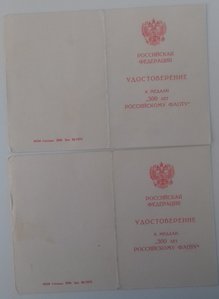 РОССИЙСКАЯ
ФЕДЕРАЦИЯ
УДОСТОВЕРЕНИЕ
К МЕДАЛИ
"300 ЛЕТ
РОССИЙСКОМУ ФЛОТУ"
РОССИЙСКАЯ
ФЕДЕРАЦИЯ
УДОСТОВЕРЕНИЕ
К МЕДАЛИ
"300 ЛЕТ
РОССИЙСКОМУ ФЛОТУ"